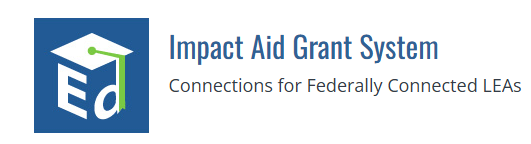 Ed
Impact Aid Grant System
Connections for Federally Connected LEAs